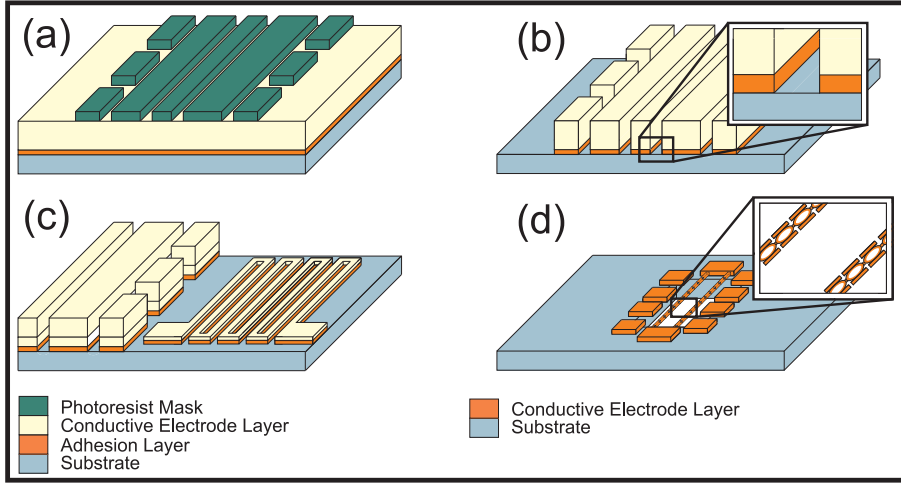 (a)
(b)
(c)
(d)
Photoresist Mask
Conductive Electrode Layer
Adhesion Layer
Substrate
Conductive Electrode Layer
Substrate